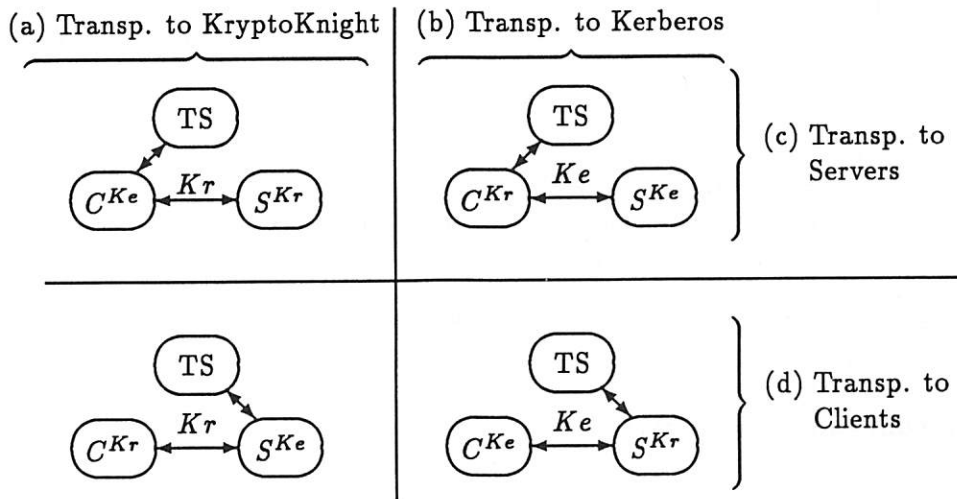 (a) Transp. to KryptoKnight
(b) Transp. to Kerberos
TS
C^{Ke} Kr S^{Kr}
TS
C^{Kr} Ke S^{Ke}
(c) Transp. to
Servers
TS
C^{Kr} Kr S^{Ke}
TS
C^{Ke} Ke S^{Kr}
(d) Transp. to
Clients